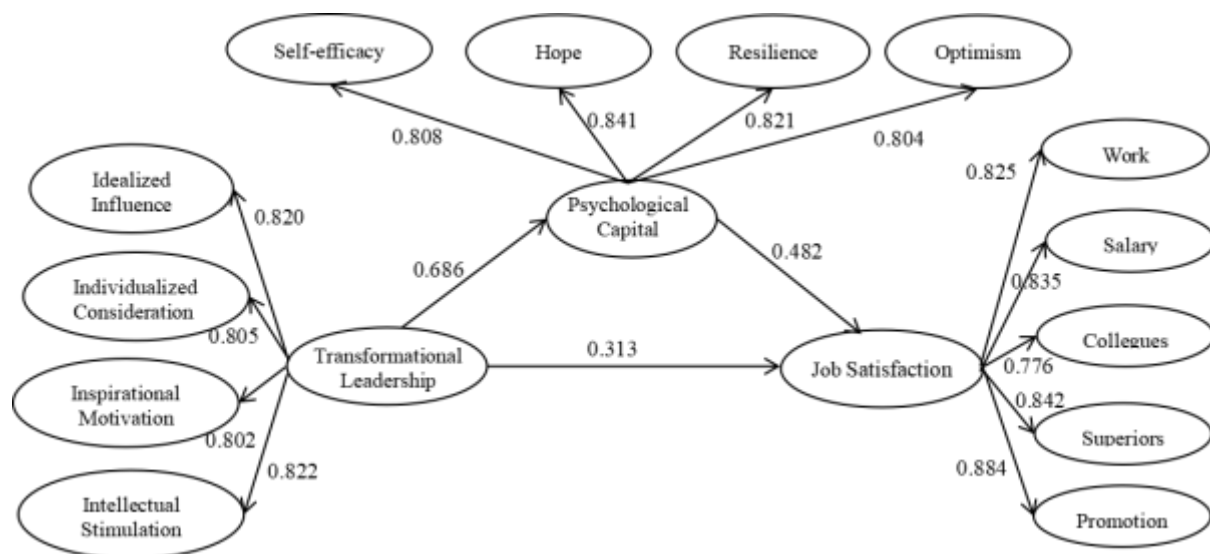 Self-efficacy
Hope
Resilience
Optimism
0.808
0.841
0.821
0.804
Work
0.825
Idealized
Influence
0.820
Psychological
Capital
Salary
0.835
0.686
0.482
Individualized
Consideration
0.805
Transformational
Leadership
0.313
Job Satisfaction
Collegues
0.776
Inspirational
Motivation
0.802
0.842
Superiors
0.822
0.884
Intellectual
Stimulation
Promotion